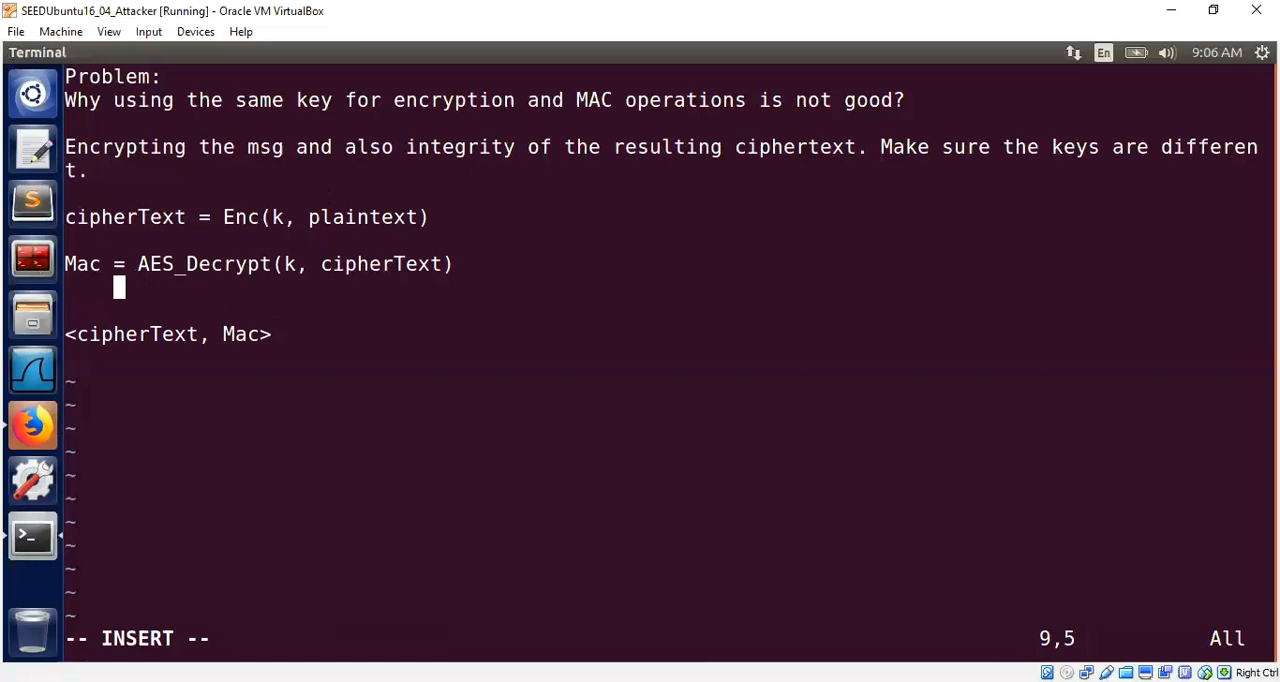 SEEDUbuntu16_04_Attacker [Running] - Oracle VM VirtualBox
File Machine View Input Devices Help
Terminal En 9:06 AM
Problem:
Why using the same key for encryption and MAC operations is not good?
Encrypting the msg and also integrity of the resulting ciphertext. Make sure the keys are differen
t.
cipherText = Enc(k, plaintext)
Mac = AES_Decrypt(k, cipherText)
<cipherText, Mac>
~
~
~
~
~
~
~
~
~
~
~
-- INSERT -- 9,5 All
Right Ctrl